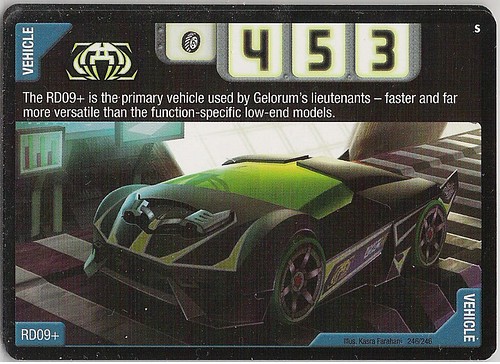 VEHICLE
S
4 5 3
The RD09+ is the primary vehicle used by Gelorum's lieutenants – faster and far
more versatile than the function-specific low-end models.
VEHICLE
RD09+
Illus. Kasra Farahani 246/246